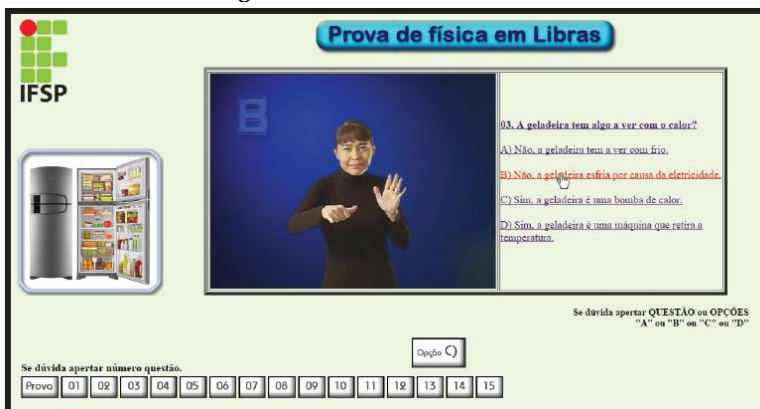 Prova de física em Libras
IFSP
B
03. A geladeira tem algo a ver com o calor?
A) Não, a geladeira tem a ver com frio.
B) Não, a geladeira esfria por causa da eletricidade.
C) Sim, a geladeira é uma bomba de calor.
D) Sim, a geladeira é uma máquina que retira a
temperatura.
Se dúvida apertar QUESTÃO ou OPÇÕES
"A" ou "B" ou "C" ou "D"
Opção C)
Se dúvida apertar número questão.
Prova 01 02 03 04 05 06 07 08 09 10 11 12 13 14 15